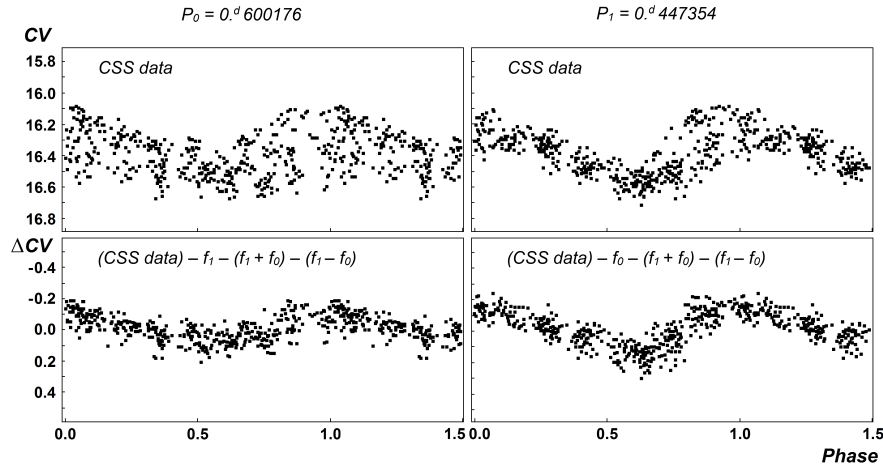 P₀ = 0.ᵈ 600176
P₁ = 0.ᵈ 447354
CV
CSS data
CSS data
15.8
16.0
16.2
16.4
16.6
16.8
ΔCV
(CSS data) – f₁ – (f₁ + f₀) – (f₁– f₀)
(CSS data) – f₀ – (f₁ + f₀) – (f₁– f₀)
-0.4
-0.2
0.0
0.2
0.4
0.0 0.5 1.0 1.5 0.0 0.5 1.0 1.5
Phase